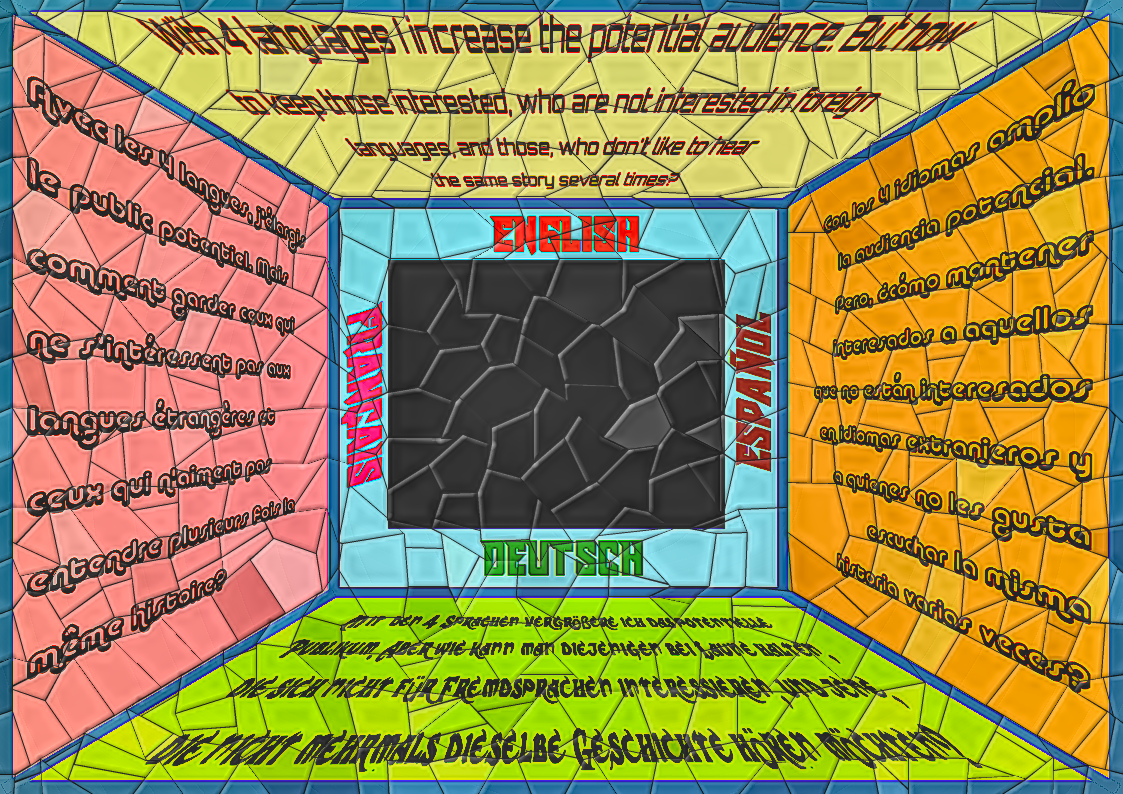 With 4 languages I increase the potential audience. But how
to keep those interested, who are not interested in foreign
languages, and those, who don't like to hear
the same story several times?
Avec les 4 langues, j'élargis
le public potentiel. Mais
comment garder ceux qui
ne s'intéressent pas aux
langues étrangères et
ceux qui n'aiment pas
entendre plusieurs fois la
même histoire?
ENGLISH
FRANÇAIS
ESPAÑOL
DEUTSCH
Con los 4 idiomas amplío
la audiencia potencial.
Pero, ¿cómo mantener
interesados a aquellos
que no están interesados
en idiomas extranjeros y
a quienes no les gusta
escuchar la misma
historia varias veces?
Mit den 4 Sprachen vergrößere ich das potentielle
Publikum. Aber wie kann man diejenigen bei Laune halten,
die sich nicht für Fremdsprachen interessieren und jene,
die nicht mehrmals dieselbe Geschichte hören möchten?